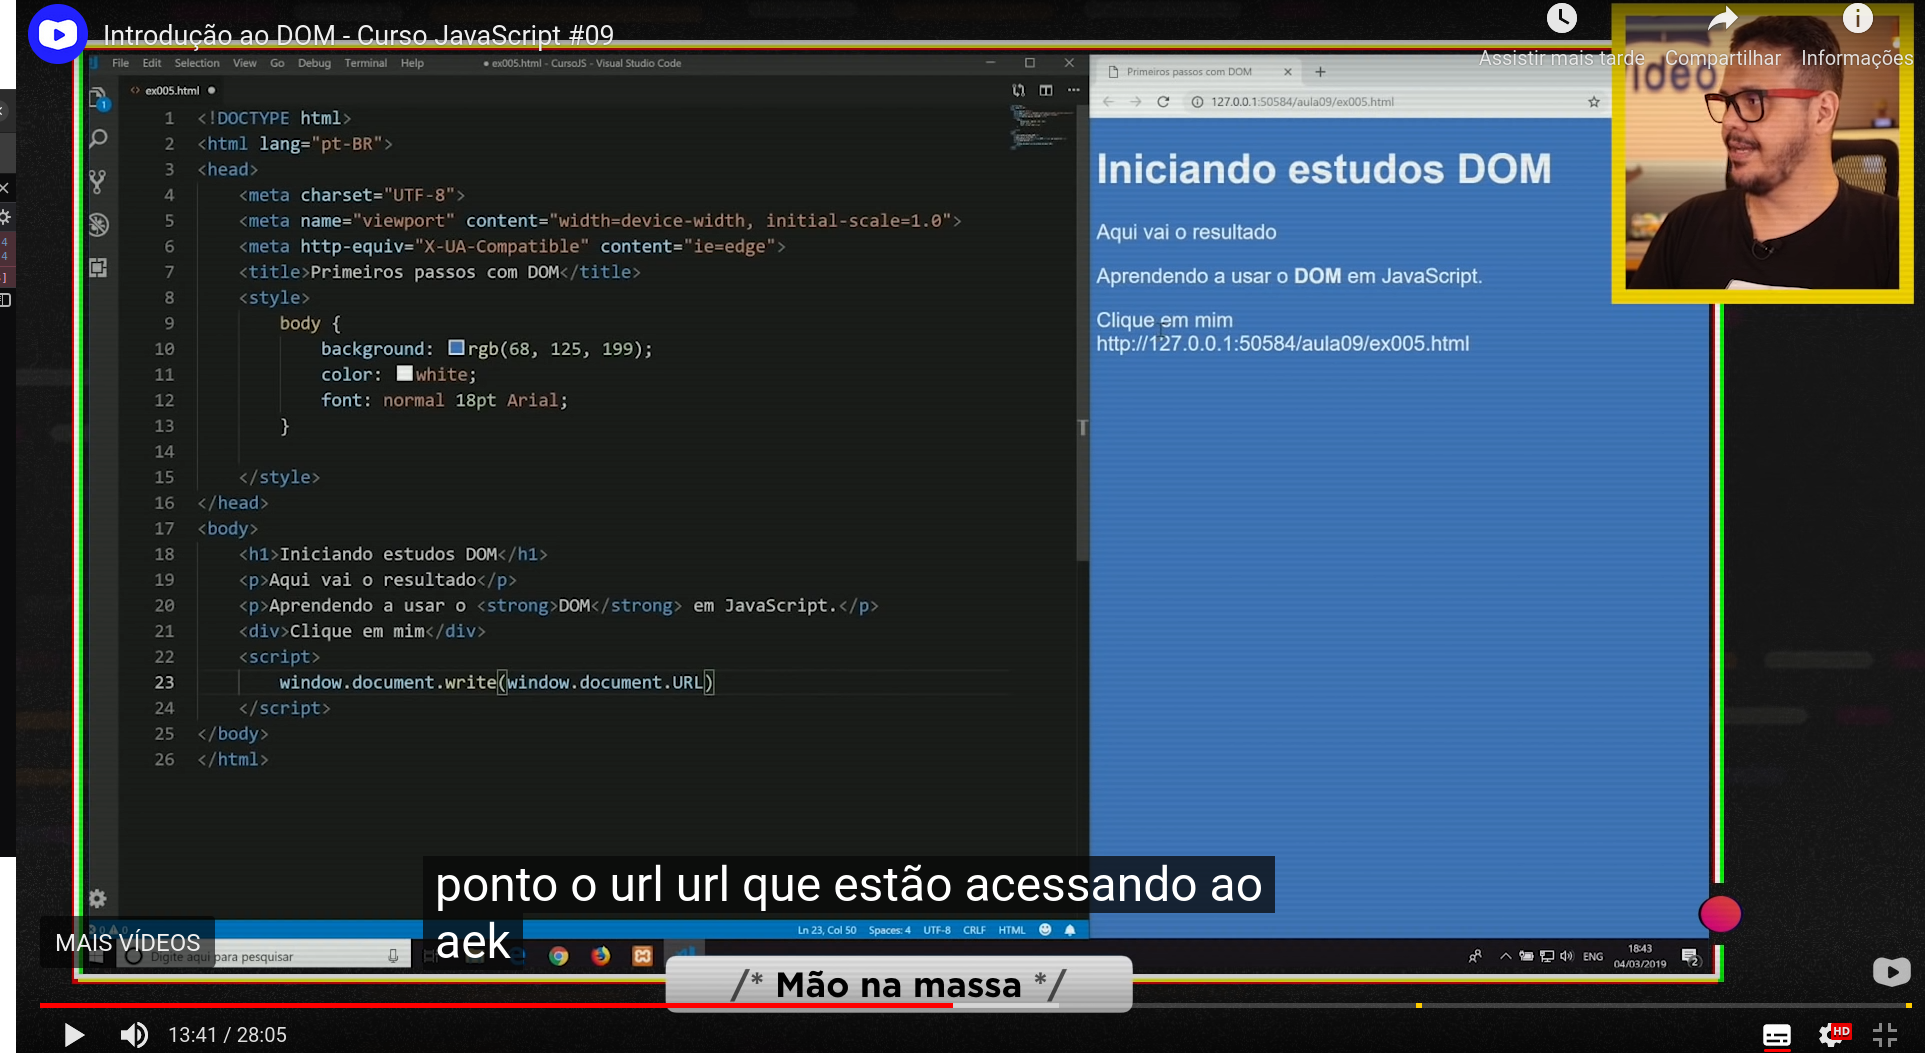 Introdução ao DOM - Curso JavaScript #09
Assistir mais tarde
Compartilhar
Informações
File Edit Selection View Go Debug Terminal Help
● ex005.html - CursoJS - Visual Studio Code
ex005.html
1 <!DOCTYPE html>
2 <html lang="pt-BR">
3 <head>
4 <meta charset="UTF-8">
5 <meta name="viewport" content="width=device-width, initial-scale=1.0">
6 <meta http-equiv="X-UA-Compatible" content="ie=edge">
7 <title>Primeiros passos com DOM</title>
8 <style>
9 body {
10 background: rgb(68, 125, 199);
11 color: white;
12 font: normal 18pt Arial;
13 }
14
15 </style>
16 </head>
17 <body>
18 <h1>Iniciando estudos DOM</h1>
19 <p>Aqui vai o resultado</p>
20 <p>Aprendendo a usar o <strong>DOM</strong> em JavaScript.</p>
21 <div>Clique em mim</div>
22 <script>
23 window.document.write(window.document.URL)
24 </script>
25 </body>
26 </html>
Primeiros passos com DOM
127.0.0.1:50584/aula09/ex005.html
Iniciando estudos DOM
Aqui vai o resultado
Aprendendo a usar o DOM em JavaScript.
Clique em mim
http://127.0.0.1:50584/aula09/ex005.html
ponto o url url que estão acessando ao
aek
Ln 23, Col 50 Spaces: 4 UTF-8 CRLF HTML
MAIS VÍDEOS
Digite aqui para pesquisar
ENG
18:43
04/03/2019
/* Mão na massa */
13:41 / 28:05
HD